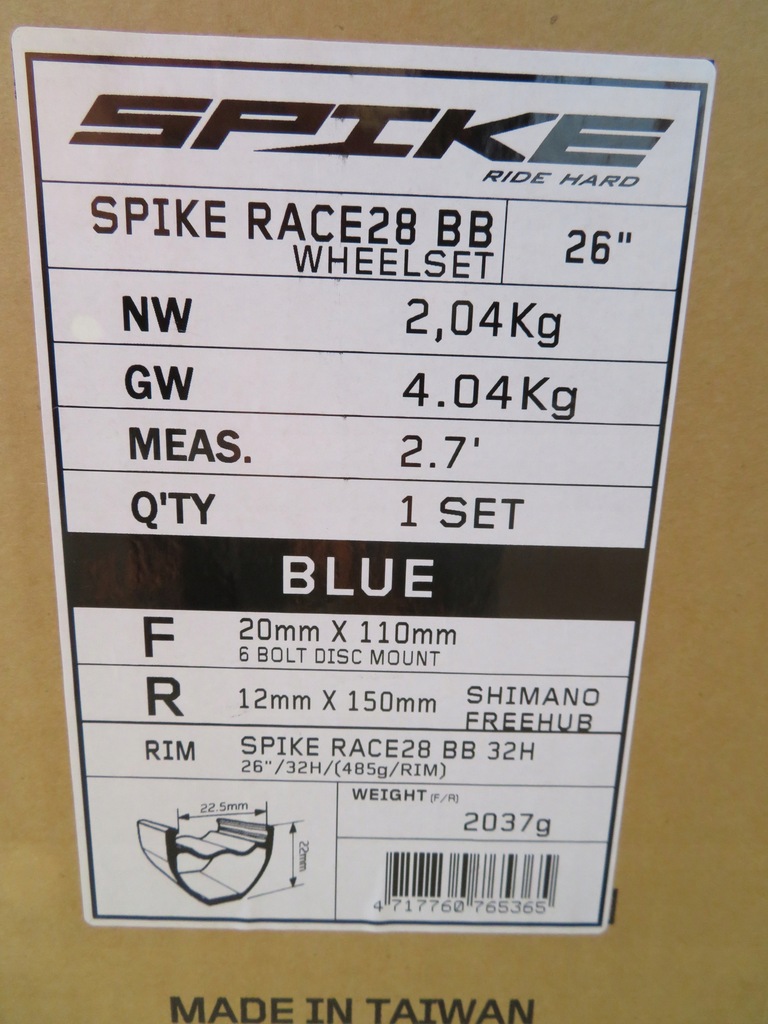 SPIKE
RIDE HARD
SPIKE RACE28 BB
WHEELSET
26"
NW 2,04Kg
GW 4.04Kg
MEAS. 2.7'
Q'TY 1 SET
BLUE
F 20mm X 110mm
6 BOLT DISC MOUNT
R 12mm X 150mm SHIMANO
FREEHUB
RIM SPIKE RACE28 BB 32H
26"/32H/(485g/RIM)
22.5mm
22mm
WEIGHT (F/R)
2037g
4 717760 765365
MADE IN TAIWAN